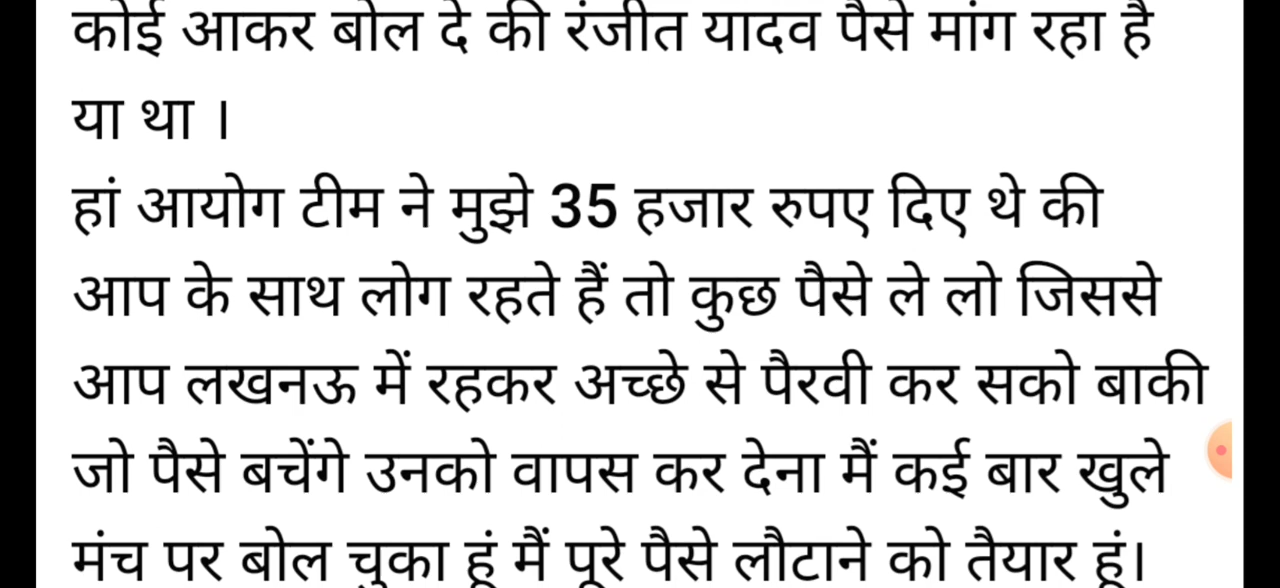 कोई आकर बोल दे की रंजीत यादव पैसे मांग रहा है
या था ।
हां आयोग टीम ने मुझे 35 हजार रुपए दिए थे की
आप के साथ लोग रहते हैं तो कुछ पैसे ले लो जिससे
आप लखनऊ में रहकर अच्छे से पैरवी कर सको बाकी
जो पैसे बचेंगे उनको वापस कर देना मैं कई बार खुले
मंच पर बोल चुका हूं मैं पूरे पैसे लौटाने को तैयार हूं।